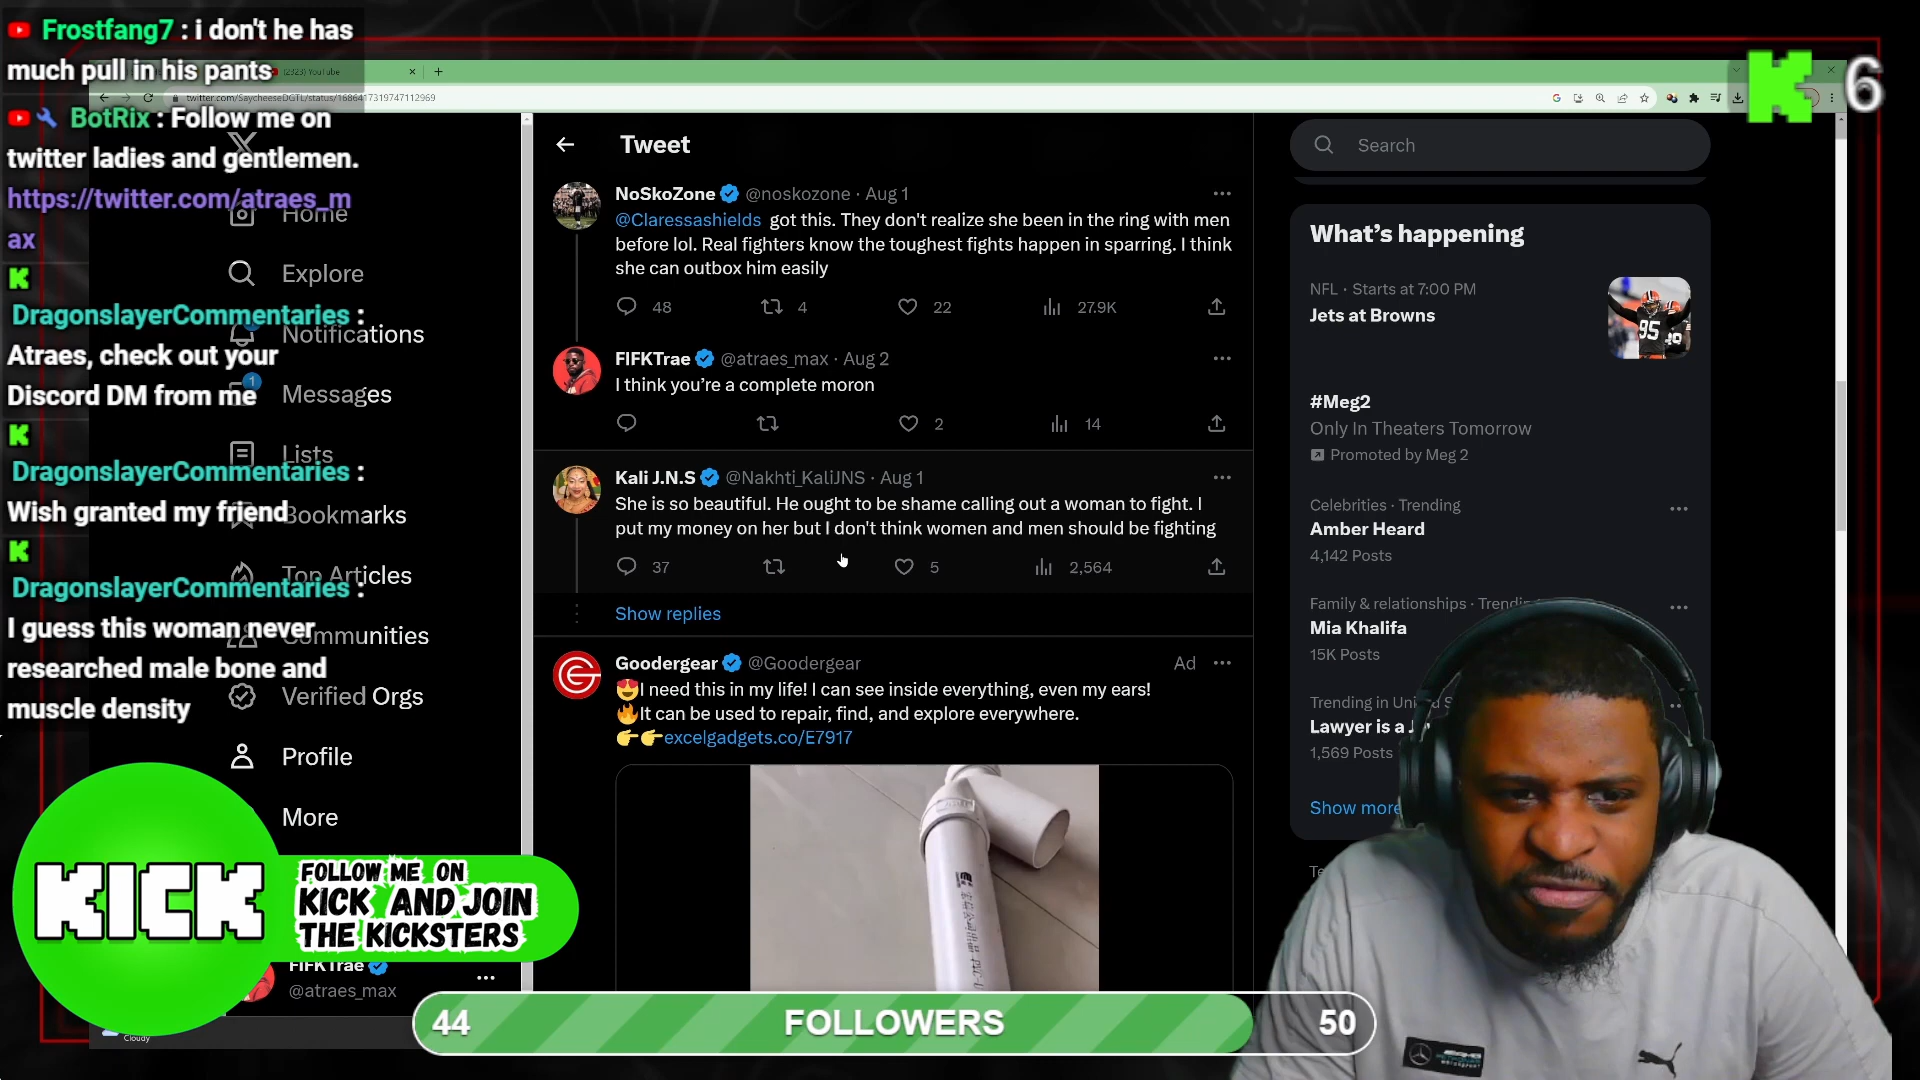 Frostfang7 : i don't he has
much pull in his pants
BotRix : Follow me on
twitter ladies and gentlemen.
https://twitter.com/atraes_m
ax
DragonslayerCommentaries :
Atraes, check out your
Discord DM from me
DragonslayerCommentaries :
Wish granted my friend
DragonslayerCommentaries :
I guess this woman never
researched male bone and
muscle density
(2323) YouTube
twitter.com/SaycheeseDGTL/status/1686417319747112969
Home
Explore
Notifications
1
Messages
Lists
Bookmarks
Top Articles
Communities
Verified Orgs
Profile
More
FIFKTrae
@atraes_max
Cloudy
KICK
FOLLOW ME ON
KICK AND JOIN
THE KICKSTERS
Tweet
NoSkoZone @noskozone · Aug 1
@Claressashields got this. They don't realize she been in the ring with men
before lol. Real fighters know the toughest fights happen in sparring. I think
she can outbox him easily
48 4 22 27.9K
FIFKTrae @atraes_max · Aug 2
I think you’re a complete moron
2 14
Kali J.N.S @Nakhti_KaliJNS · Aug 1
She is so beautiful. He ought to be shame calling out a woman to fight. I
put my money on her but I don't think women and men should be fighting
37 5 2,564
Show replies
Goodergear @Goodergear Ad
😍I need this in my life! I can see inside everything, even my ears!
🔥It can be used to repair, find, and explore everywhere.
👉👉excelgadgets.co/E7917
K 6
Search
What’s happening
NFL · Starts at 7:00 PM
Jets at Browns
95
#Meg2
Only In Theaters Tomorrow
Promoted by Meg 2
Celebrities · Trending
Amber Heard
4,142 Posts
Family & relationships · Trending
Mia Khalifa
15K Posts
Trending in
Lawyer is a
1,569 Posts
Show more
44 FOLLOWERS 50